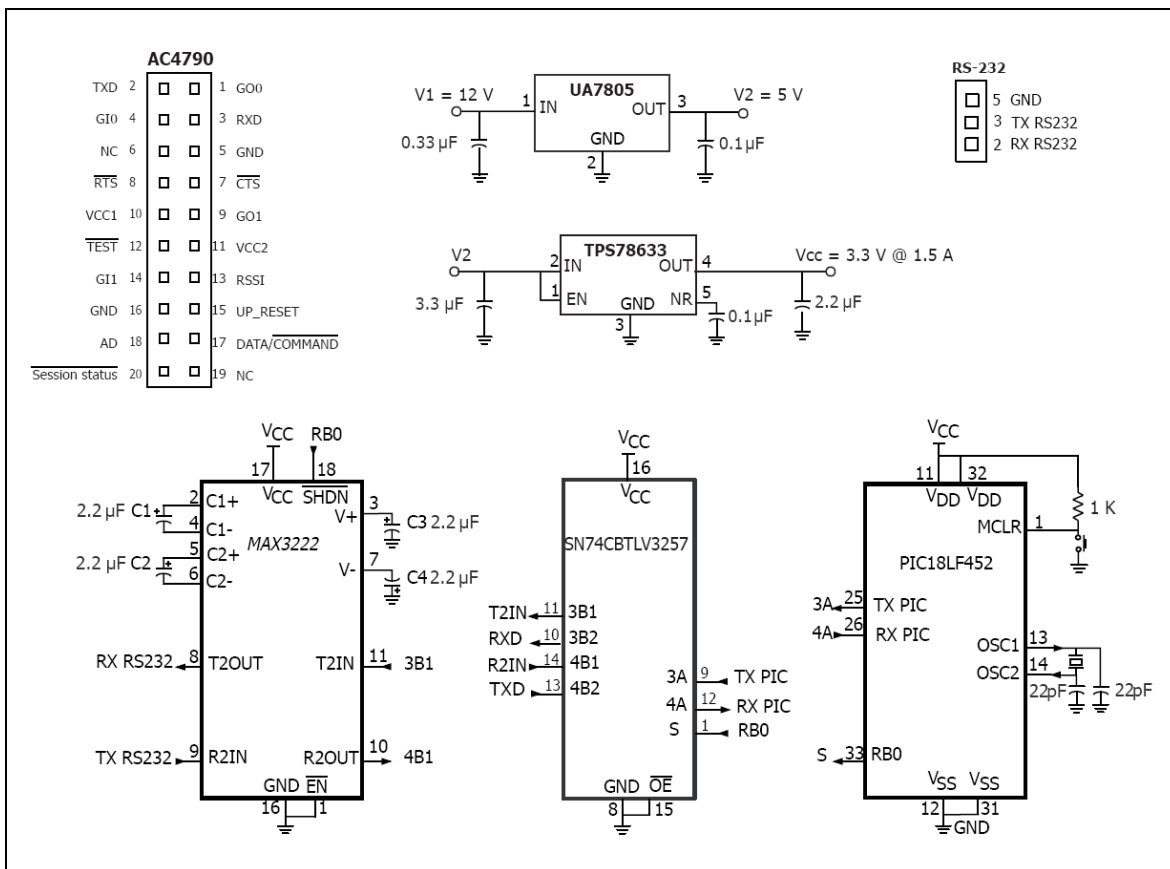 AC4790
TXD 2 1 GO0
GI0 4 3 RXD
NC 6 5 GND
RTS 8 7 CTS
VCC1 10 9 GO1
TEST 12 11 VCC2
GI1 14 13 RSSI
GND 16 15 UP_RESET
AD 18 17 DATA/COMMAND
Session status 20 19 NC
UA7805
V1 = 12 V 1 IN OUT 3 V2 = 5 V
0.33 µF GND 0.1µF
2
RS-232
5 GND
3 TX RS232
2 RX RS232
TPS78633
V2 2 IN OUT 4 Vcc = 3.3 V @ 1.5 A
3.3 µF 1 EN GND NR 5 0.1µF 2.2 µF
3
VCC RB0
17 18
VCC SHDN
2.2 µF C1 2 C1+ V+ 3 C3 2.2 µF
4 C1-
MAX3222
2.2 µF C2 5 C2+ V- 7 C4 2.2 µF
6 C2-
RX RS232 8 T2OUT T2IN 11 3B1
TX RS232 9 R2IN R2OUT 10 4B1
GND EN
16 1
VCC
16
VCC
SN74CBTLV3257
T2IN 11 3B1
RXD 10 3B2
R2IN 14 4B1
TXD 13 4B2
3A 9 TX PIC
4A 12 RX PIC
S 1 RB0
GND OE
8 15
VCC
11 32
VDD VDD
MCLR 1 1 K
PIC18LF452
3A 25 TX PIC
4A 26 RX PIC
OSC1 13
OSC2 14
22pF 22pF
S 33 RB0
VSS VSS
12 31
GND